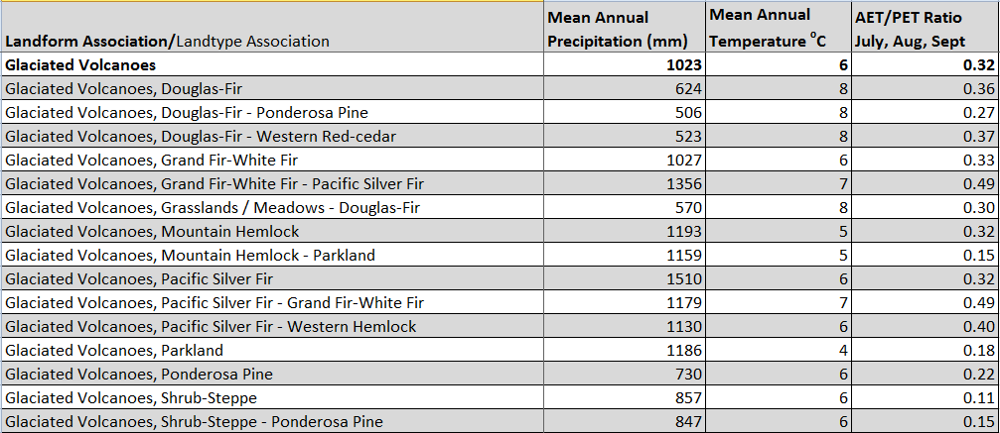 Landform Association/Landtype Association Mean Annual Precipitation (mm) Mean Annual Temperature °C AET/PET Ratio July, Aug, Sept
Glaciated Volcanoes 1023 6 0.32
Glaciated Volcanoes, Douglas-Fir 624 8 0.36
Glaciated Volcanoes, Douglas-Fir - Ponderosa Pine 506 8 0.27
Glaciated Volcanoes, Douglas-Fir - Western Red-cedar 523 8 0.37
Glaciated Volcanoes, Grand Fir-White Fir 1027 6 0.33
Glaciated Volcanoes, Grand Fir-White Fir - Pacific Silver Fir 1356 7 0.49
Glaciated Volcanoes, Grasslands / Meadows - Douglas-Fir 570 8 0.30
Glaciated Volcanoes, Mountain Hemlock 1193 5 0.32
Glaciated Volcanoes, Mountain Hemlock - Parkland 1159 5 0.15
Glaciated Volcanoes, Pacific Silver Fir 1510 6 0.32
Glaciated Volcanoes, Pacific Silver Fir - Grand Fir-White Fir 1179 7 0.49
Glaciated Volcanoes, Pacific Silver Fir - Western Hemlock 1130 6 0.40
Glaciated Volcanoes, Parkland 1186 4 0.18
Glaciated Volcanoes, Ponderosa Pine 730 6 0.22
Glaciated Volcanoes, Shrub-Steppe 857 6 0.11
Glaciated Volcanoes, Shrub-Steppe - Ponderosa Pine 847 6 0.15